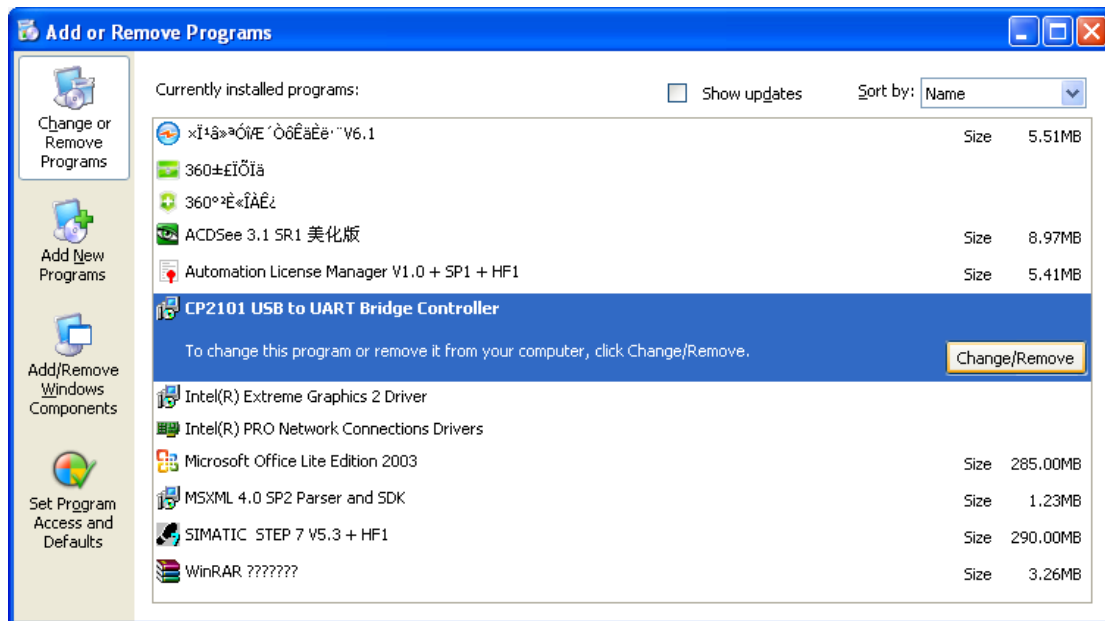 Add or Remove Programs
Change or
Remove
Programs
Add New
Programs
Add/Remove
Windows
Components
Set Program
Access and
Defaults
Currently installed programs:
Show updates
Sort by: Name
×Ï¹â»ªÓîÆ´ÒôÊäÈë·¨V6.1 Size 5.51MB
360±£ÏÕÏä
360°²È«ÎÀÊ¿
ACDSee 3.1 SR1 美化版 Size 8.97MB
Automation License Manager V1.0 + SP1 + HF1 Size 5.41MB
CP2101 USB to UART Bridge Controller
To change this program or remove it from your computer, click Change/Remove.
Change/Remove
Intel(R) Extreme Graphics 2 Driver
Intel(R) PRO Network Connections Drivers
Microsoft Office Lite Edition 2003 Size 285.00MB
MSXML 4.0 SP2 Parser and SDK Size 1.23MB
SIMATIC STEP 7 V5.3 + HF1 Size 290.00MB
WinRAR ??????? Size 3.26MB